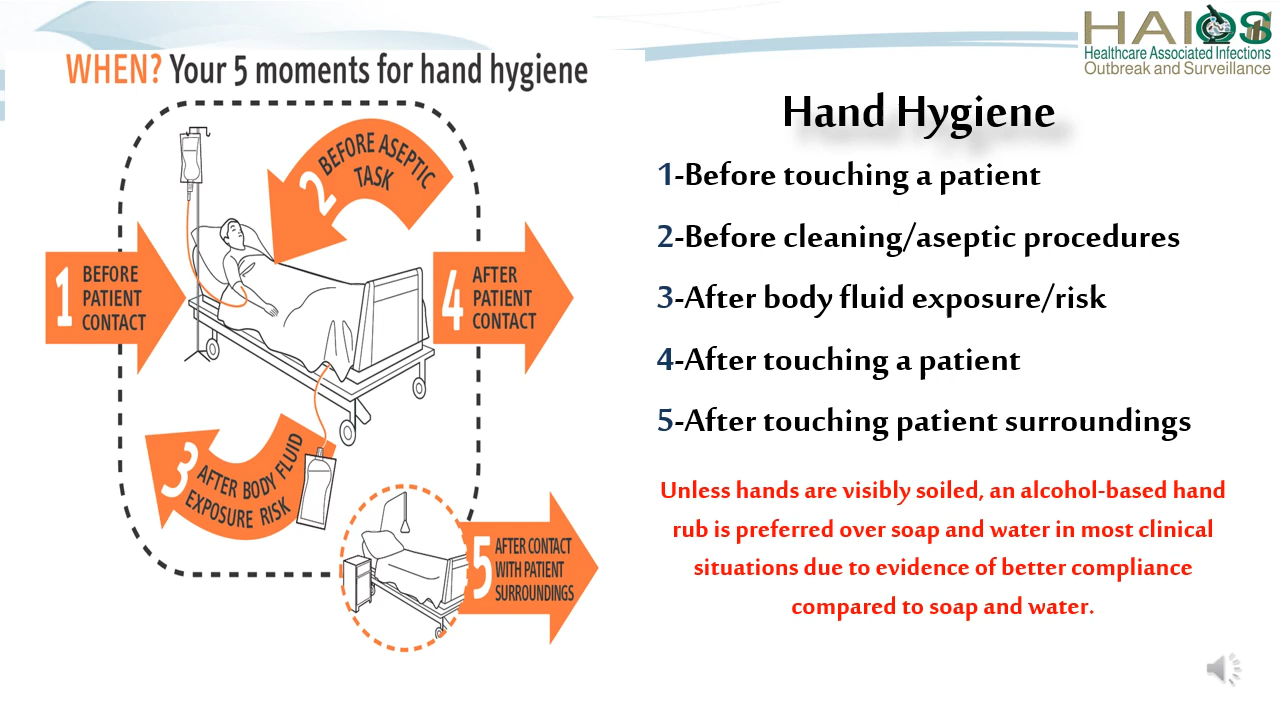 HAIOS
Healthcare Associated Infections
Outbreak and Surveillance
WHEN? Your 5 moments for hand hygiene
1
BEFORE
PATIENT
CONTACT
2
BEFORE ASEPTIC
TASK
3
AFTER BODY FLUID
EXPOSURE RISK
4
AFTER
PATIENT
CONTACT
5
AFTER CONTACT
WITH PATIENT
SURROUNDINGS
Hand Hygiene
1-Before touching a patient
2-Before cleaning/aseptic procedures
3-After body fluid exposure/risk
4-After touching a patient
5-After touching patient surroundings
Unless hands are visibly soiled, an alcohol-based hand
rub is preferred over soap and water in most clinical
situations due to evidence of better compliance
compared to soap and water.